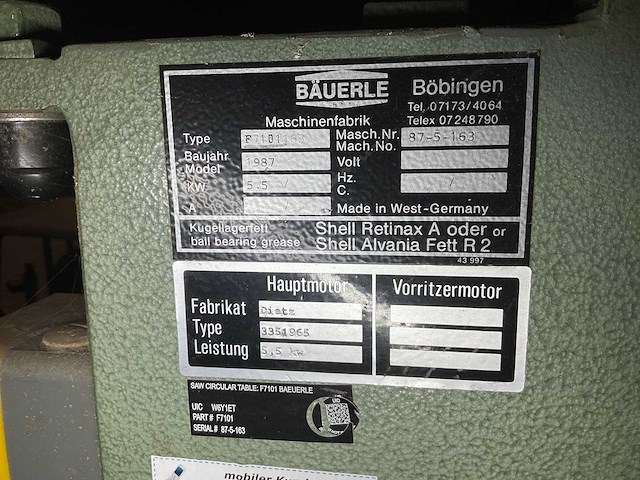 BÄUERLE Böbingen
Tel. 07173/4064
Telex 07248790
Maschinenfabrik
Type Masch.Nr. 87-5-163
Mach.No.
Baujahr 1987 Volt
Model
KW 5,5 Hz. /
C.
A / Made in West-Germany
Kugellagerfett Shell Retinax A oder or
ball bearing grease Shell Alvania Fett R 2
43 997
Hauptmotor Vorritzermotor
Fabrikat Dietz
Type 3351965
Leistung 5,5 kw
SAW CIRCULAR TABLE: F7101 BAEUERLE
UIC W6Y1ET
PART # F7101
SERIAL # 87-5-163
UID
mobiler